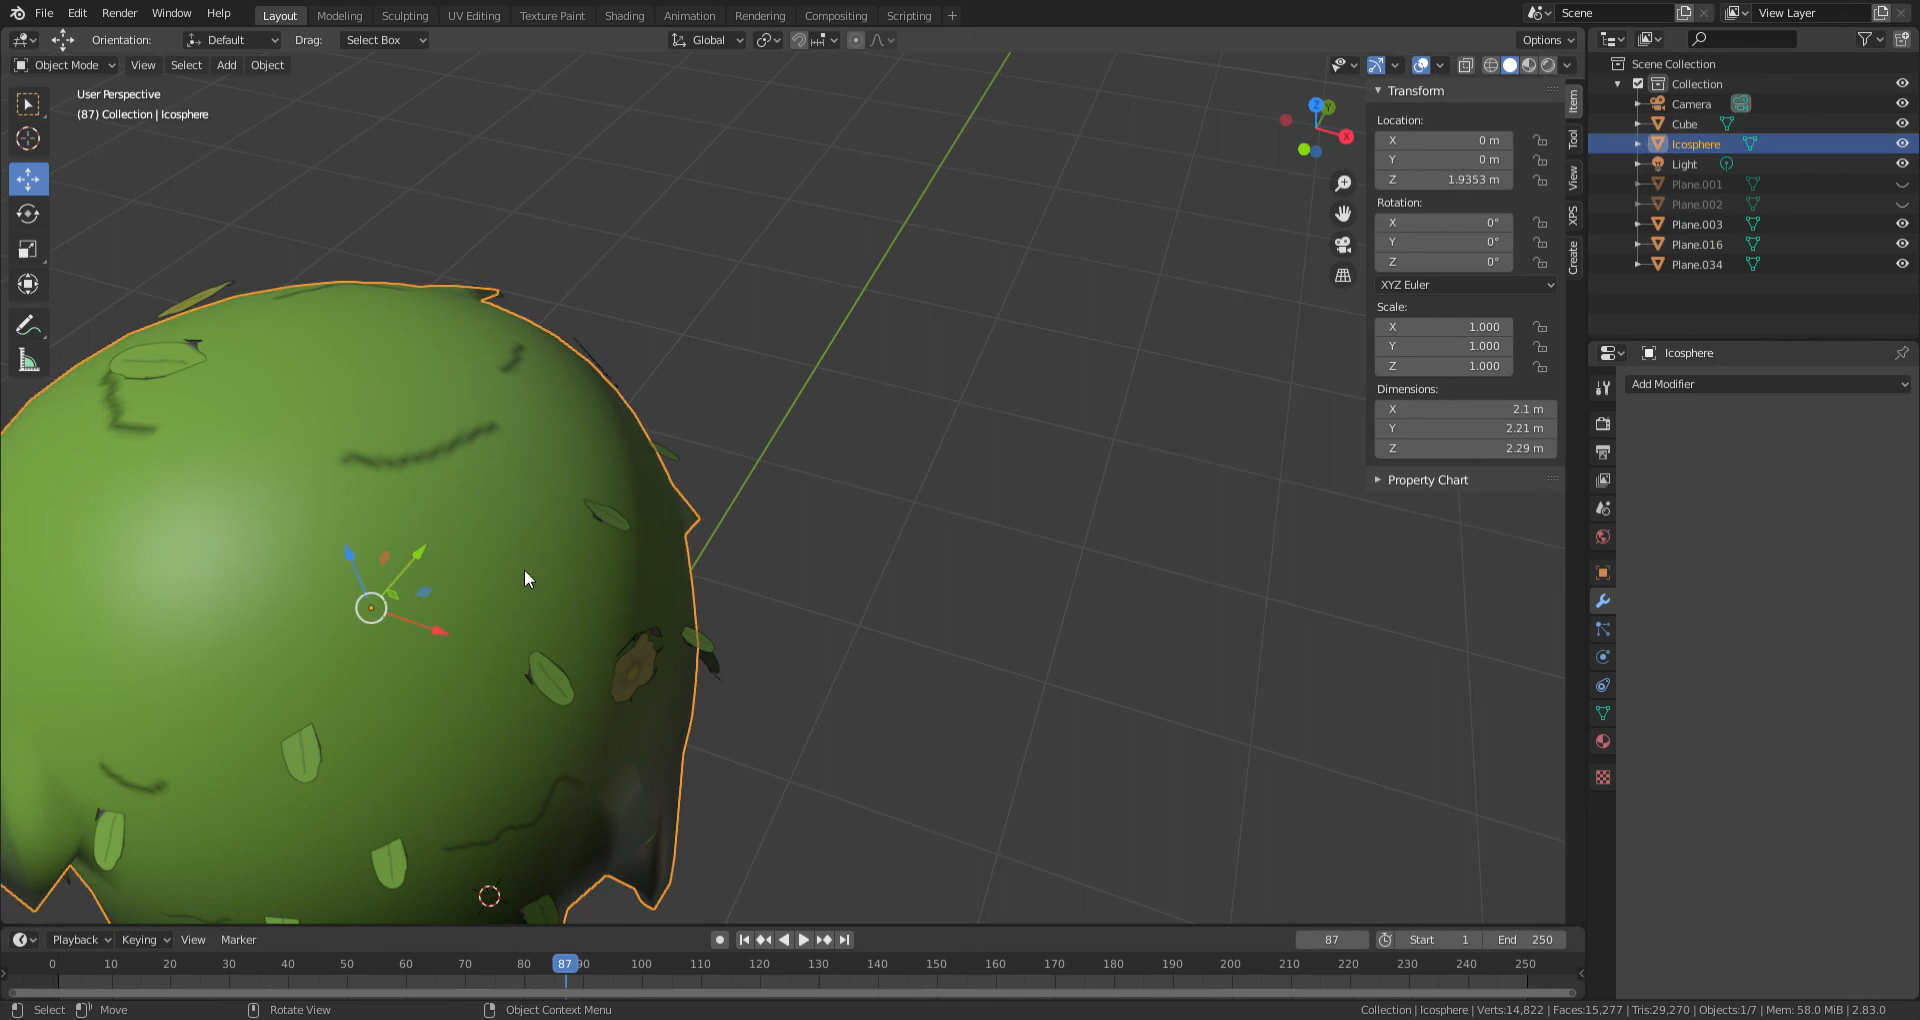 File Edit Render Window Help Layout Modeling Sculpting UV Editing Texture Paint Shading Animation Rendering Compositing Scripting + Scene View Layer
Orientation: Default Drag: Select Box Global Options
Object Mode View Select Add Object
User Perspective
(87) Collection | Icosphere
Transform
Location:
X 0 m
Y 0 m
Z 1.9353 m
Rotation:
X 0°
Y 0°
Z 0°
XYZ Euler
Scale:
X 1.000
Y 1.000
Z 1.000
Dimensions:
X 2.1 m
Y 2.21 m
Z 2.29 m
Property Chart
Item
Tool
View
XPS
Create
Z
Y
X
Scene Collection
Collection
Camera
Cube
Icosphere
Light
Plane.001
Plane.002
Plane.003
Plane.016
Plane.034
Icosphere
Add Modifier
Playback Keying View Marker 87 Start 1 End 250
0 10 20 30 40 50 60 70 80 87 90 100 110 120 130 140 150 160 170 180 190 200 210 220 230 240 250
Select Move Rotate View Object Context Menu Collection | Icosphere | Verts:14,822 | Faces:15,277 | Tris:29,270 | Objects:1/7 | Mem: 58.0 MiB | 2.83.0